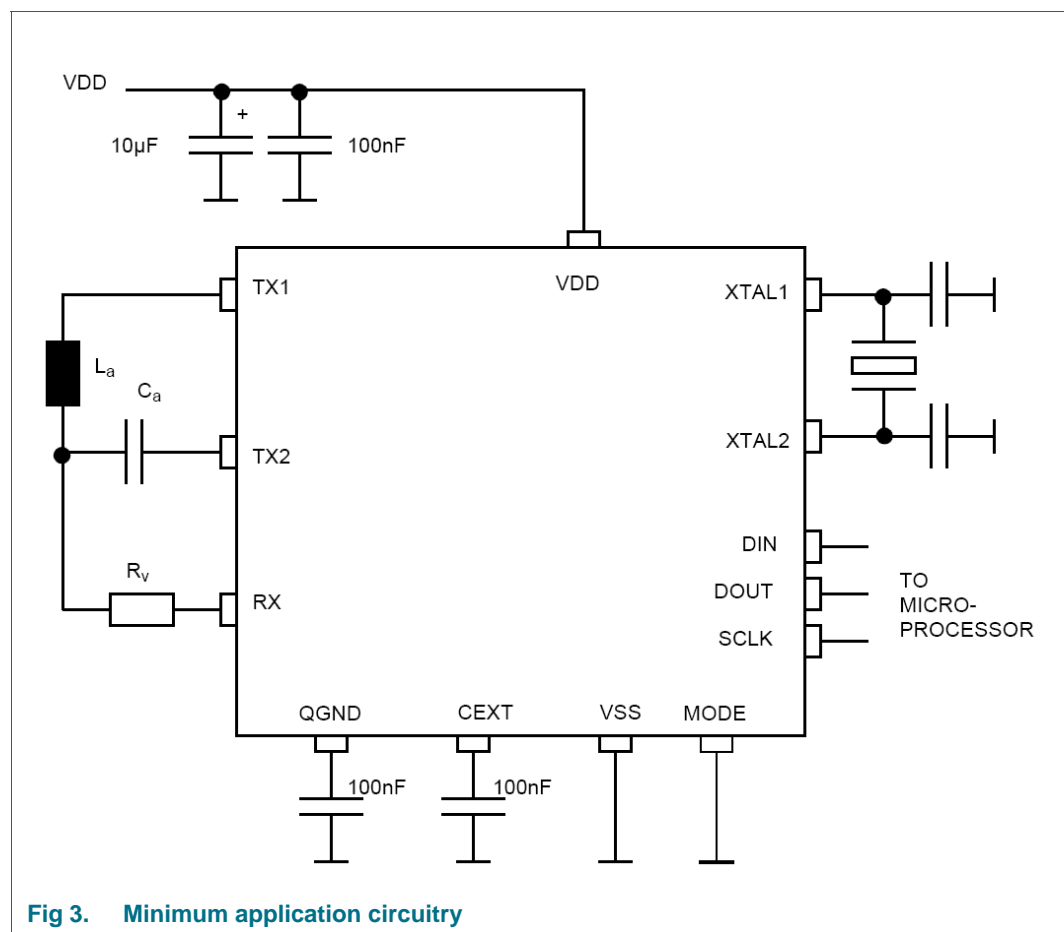 VDD
+
10µF
100nF
TX1
VDD
XTAL1
La
Ca
TX2
XTAL2
DIN
Rv
RX
DOUT
TO
MICRO-
PROCESSOR
SCLK
QGND
CEXT
VSS
MODE
100nF
100nF
Fig 3. Minimum application circuitry